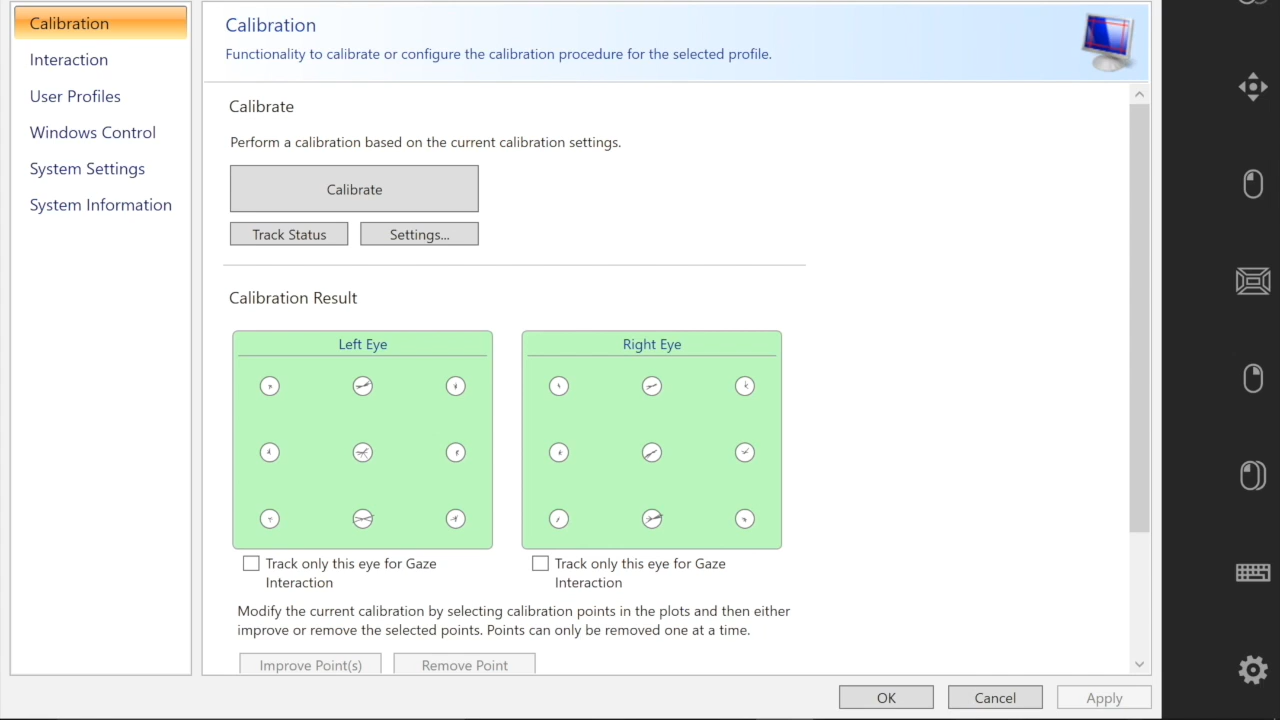 Calibration
Interaction
User Profiles
Windows Control
System Settings
System Information
Calibration
Functionality to calibrate or configure the calibration procedure for the selected profile.
Calibrate
Perform a calibration based on the current calibration settings.
Calibrate
Track Status
Settings...
Calibration Result
Left Eye
Right Eye
Track only this eye for Gaze
Interaction
Track only this eye for Gaze
Interaction
Modify the current calibration by selecting calibration points in the plots and then either
improve or remove the selected points. Points can only be removed one at a time.
Improve Point(s)
Remove Point
OK
Cancel
Apply